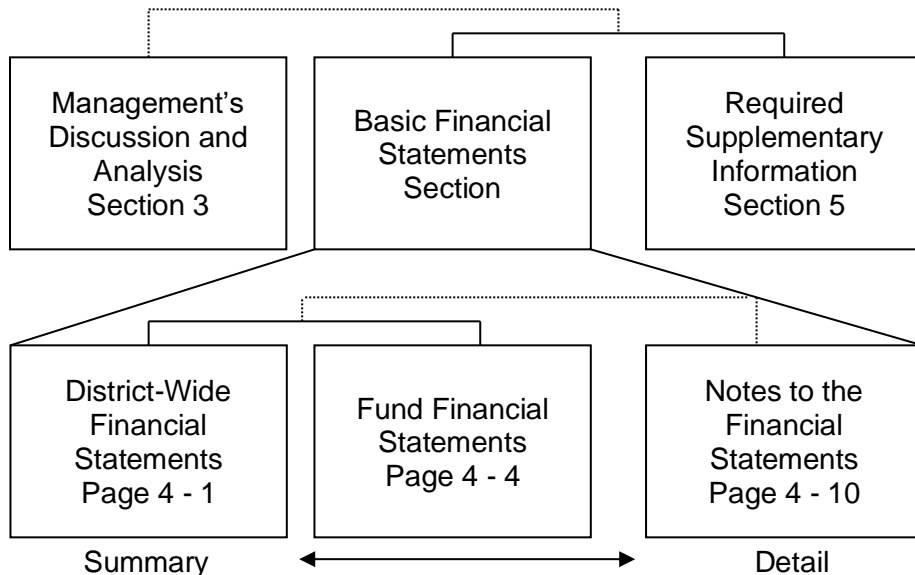 Management’s
Discussion and
Analysis
Section 3
Basic Financial
Statements
Section
Required
Supplementary
Information
Section 5
District-Wide
Financial
Statements
Page 4 - 1
Fund Financial
Statements
Page 4 - 4
Notes to the
Financial
Statements
Page 4 - 10
Summary
Detail